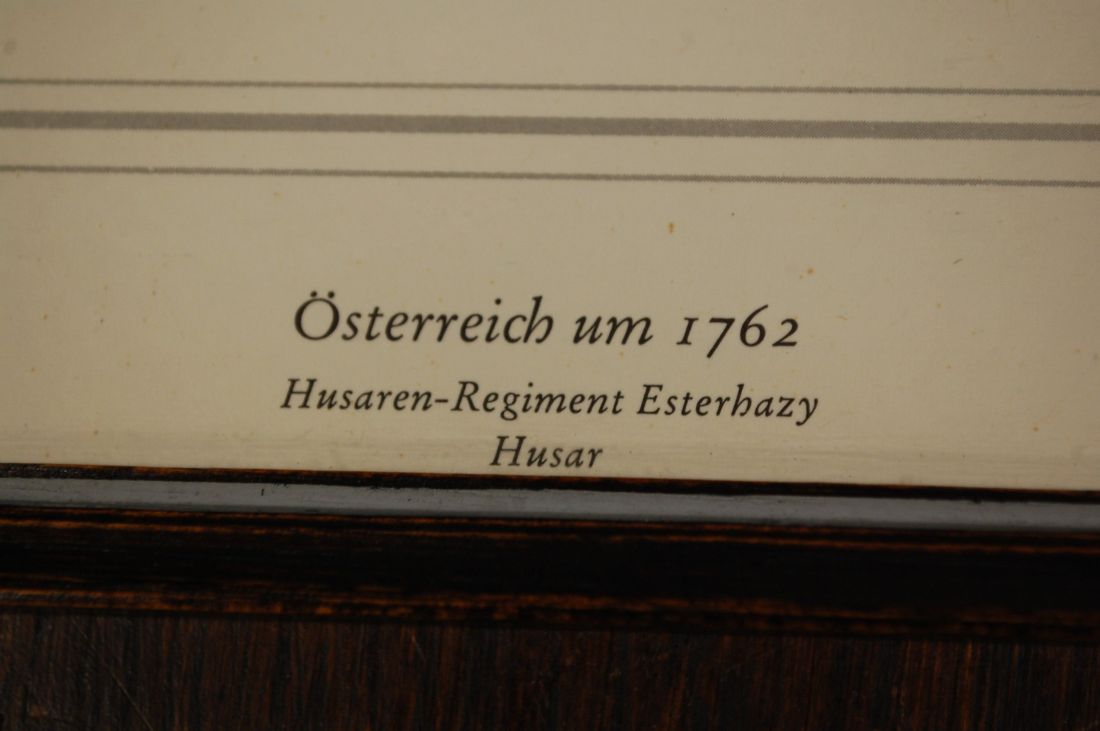 Österreich um 1762
Husaren-Regiment Esterhazy
Husar